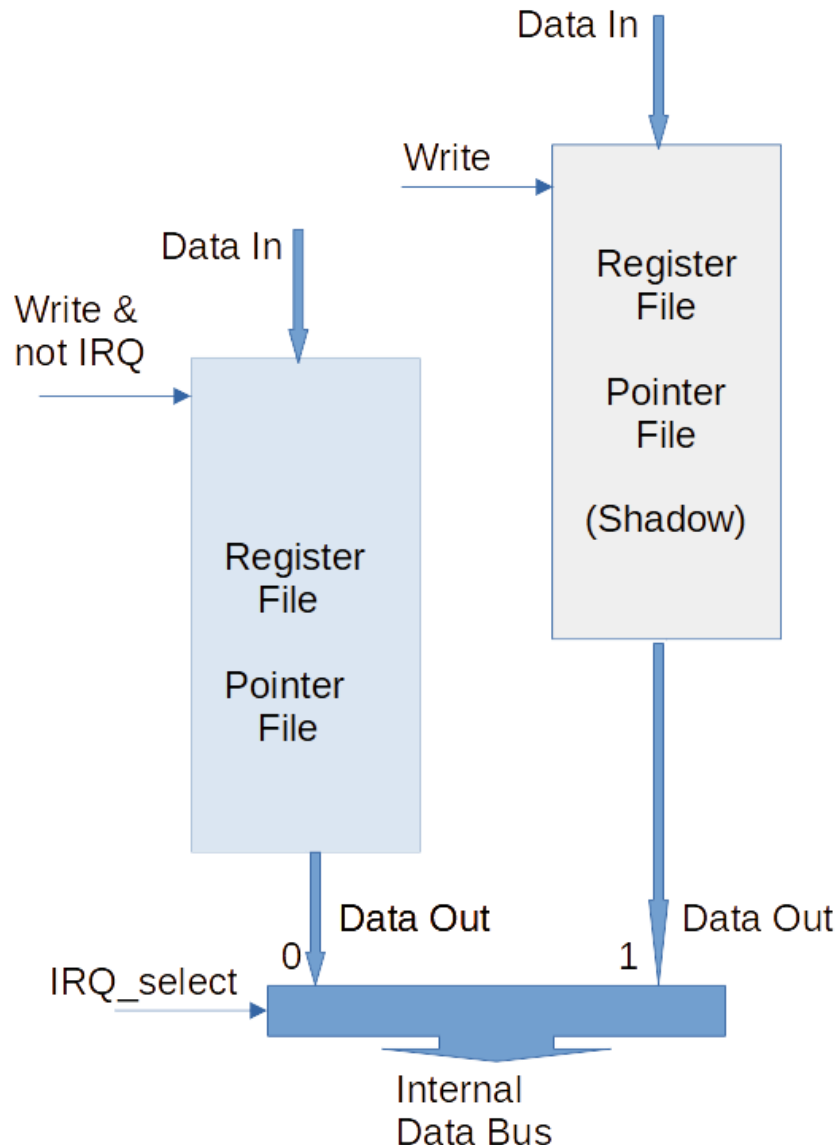 Data In
Write
Register
File
Pointer
File
(Shadow)
Data In
Write &
not IRQ
Register
File
Pointer
File
Data Out
Data Out
0
1
IRQ_select
Internal
Data Bus